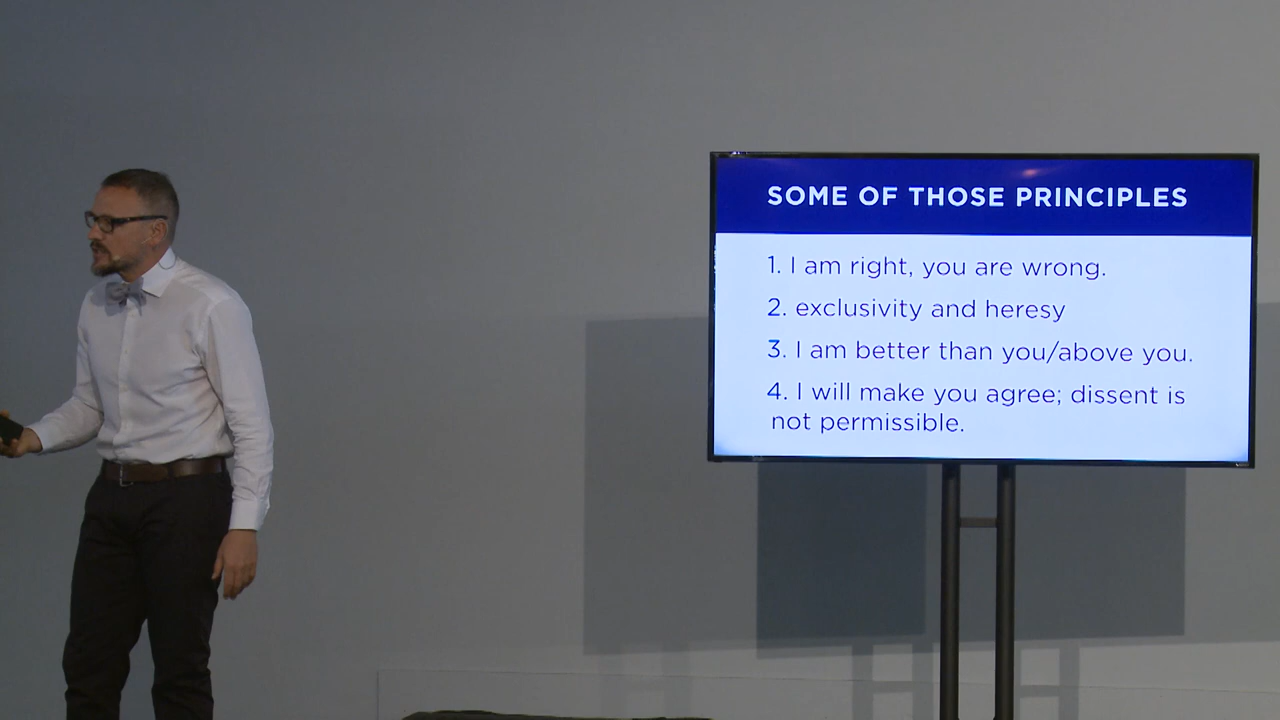 SOME OF THOSE PRINCIPLES
1. I am right, you are wrong.
2. exclusivity and heresy
3. I am better than you/above you.
4. I will make you agree; dissent is
not permissible.